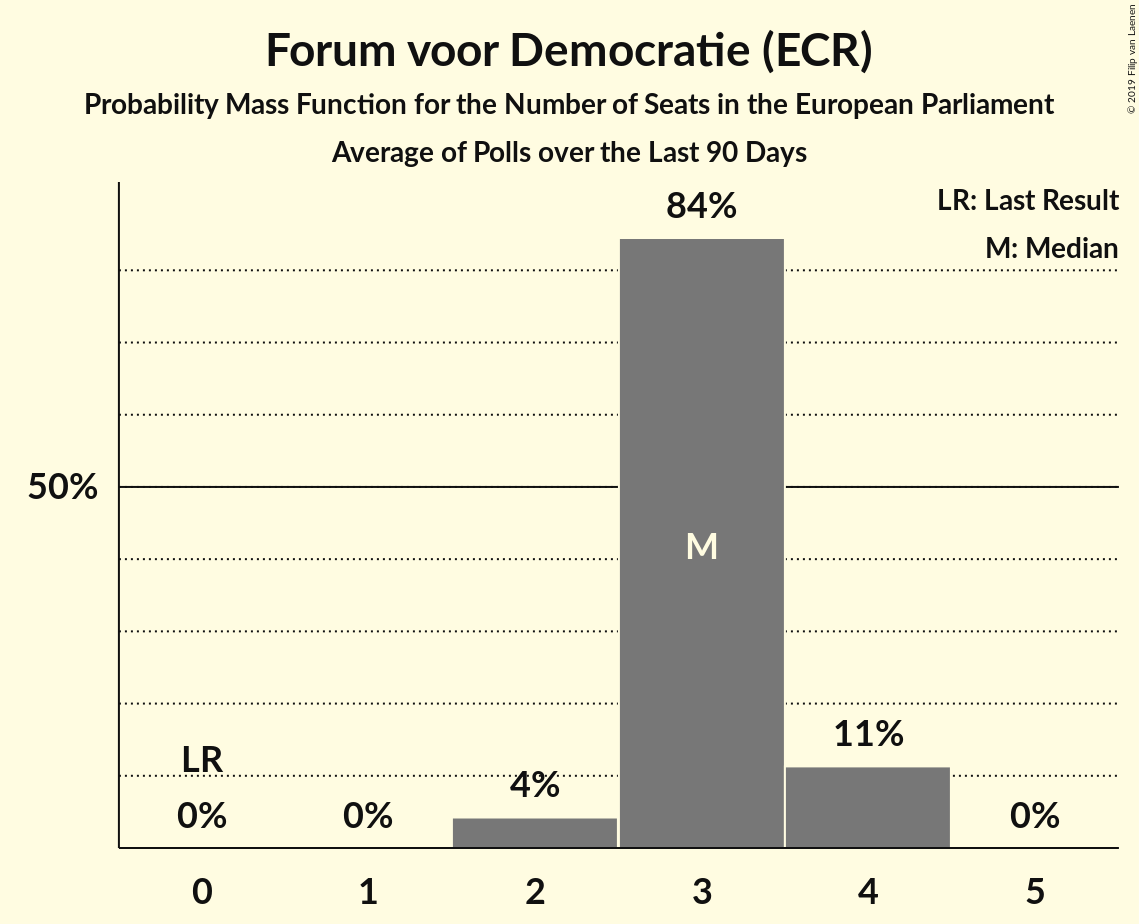 Forum voor Democratie (ECR)
Probability Mass Function for the Number of Seats in the European Parliament
Average of Polls over the Last 90 Days
© 2019 Filip van Laenen
LR: Last Result
M: Median
84%
50%
M
LR
11%
4%
0%
0%
0%
0
1
2
3
4
5